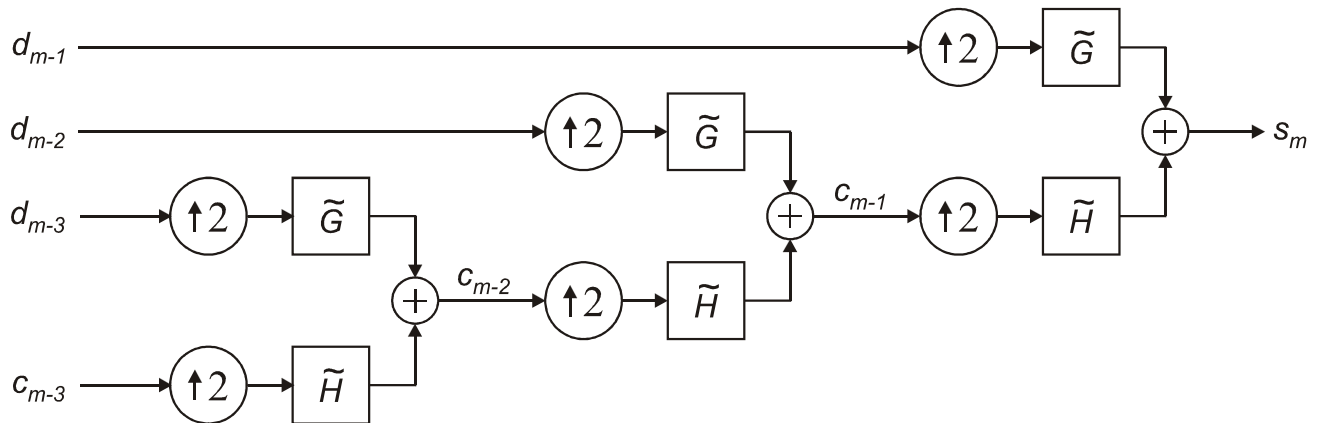 d_{m-1} ↑2 G̃
d_{m-2} ↑2 G̃ + s_m
d_{m-3} ↑2 G̃ + c_{m-1} ↑2 H̃
+ c_{m-2} ↑2 H̃
c_{m-3} ↑2 H̃